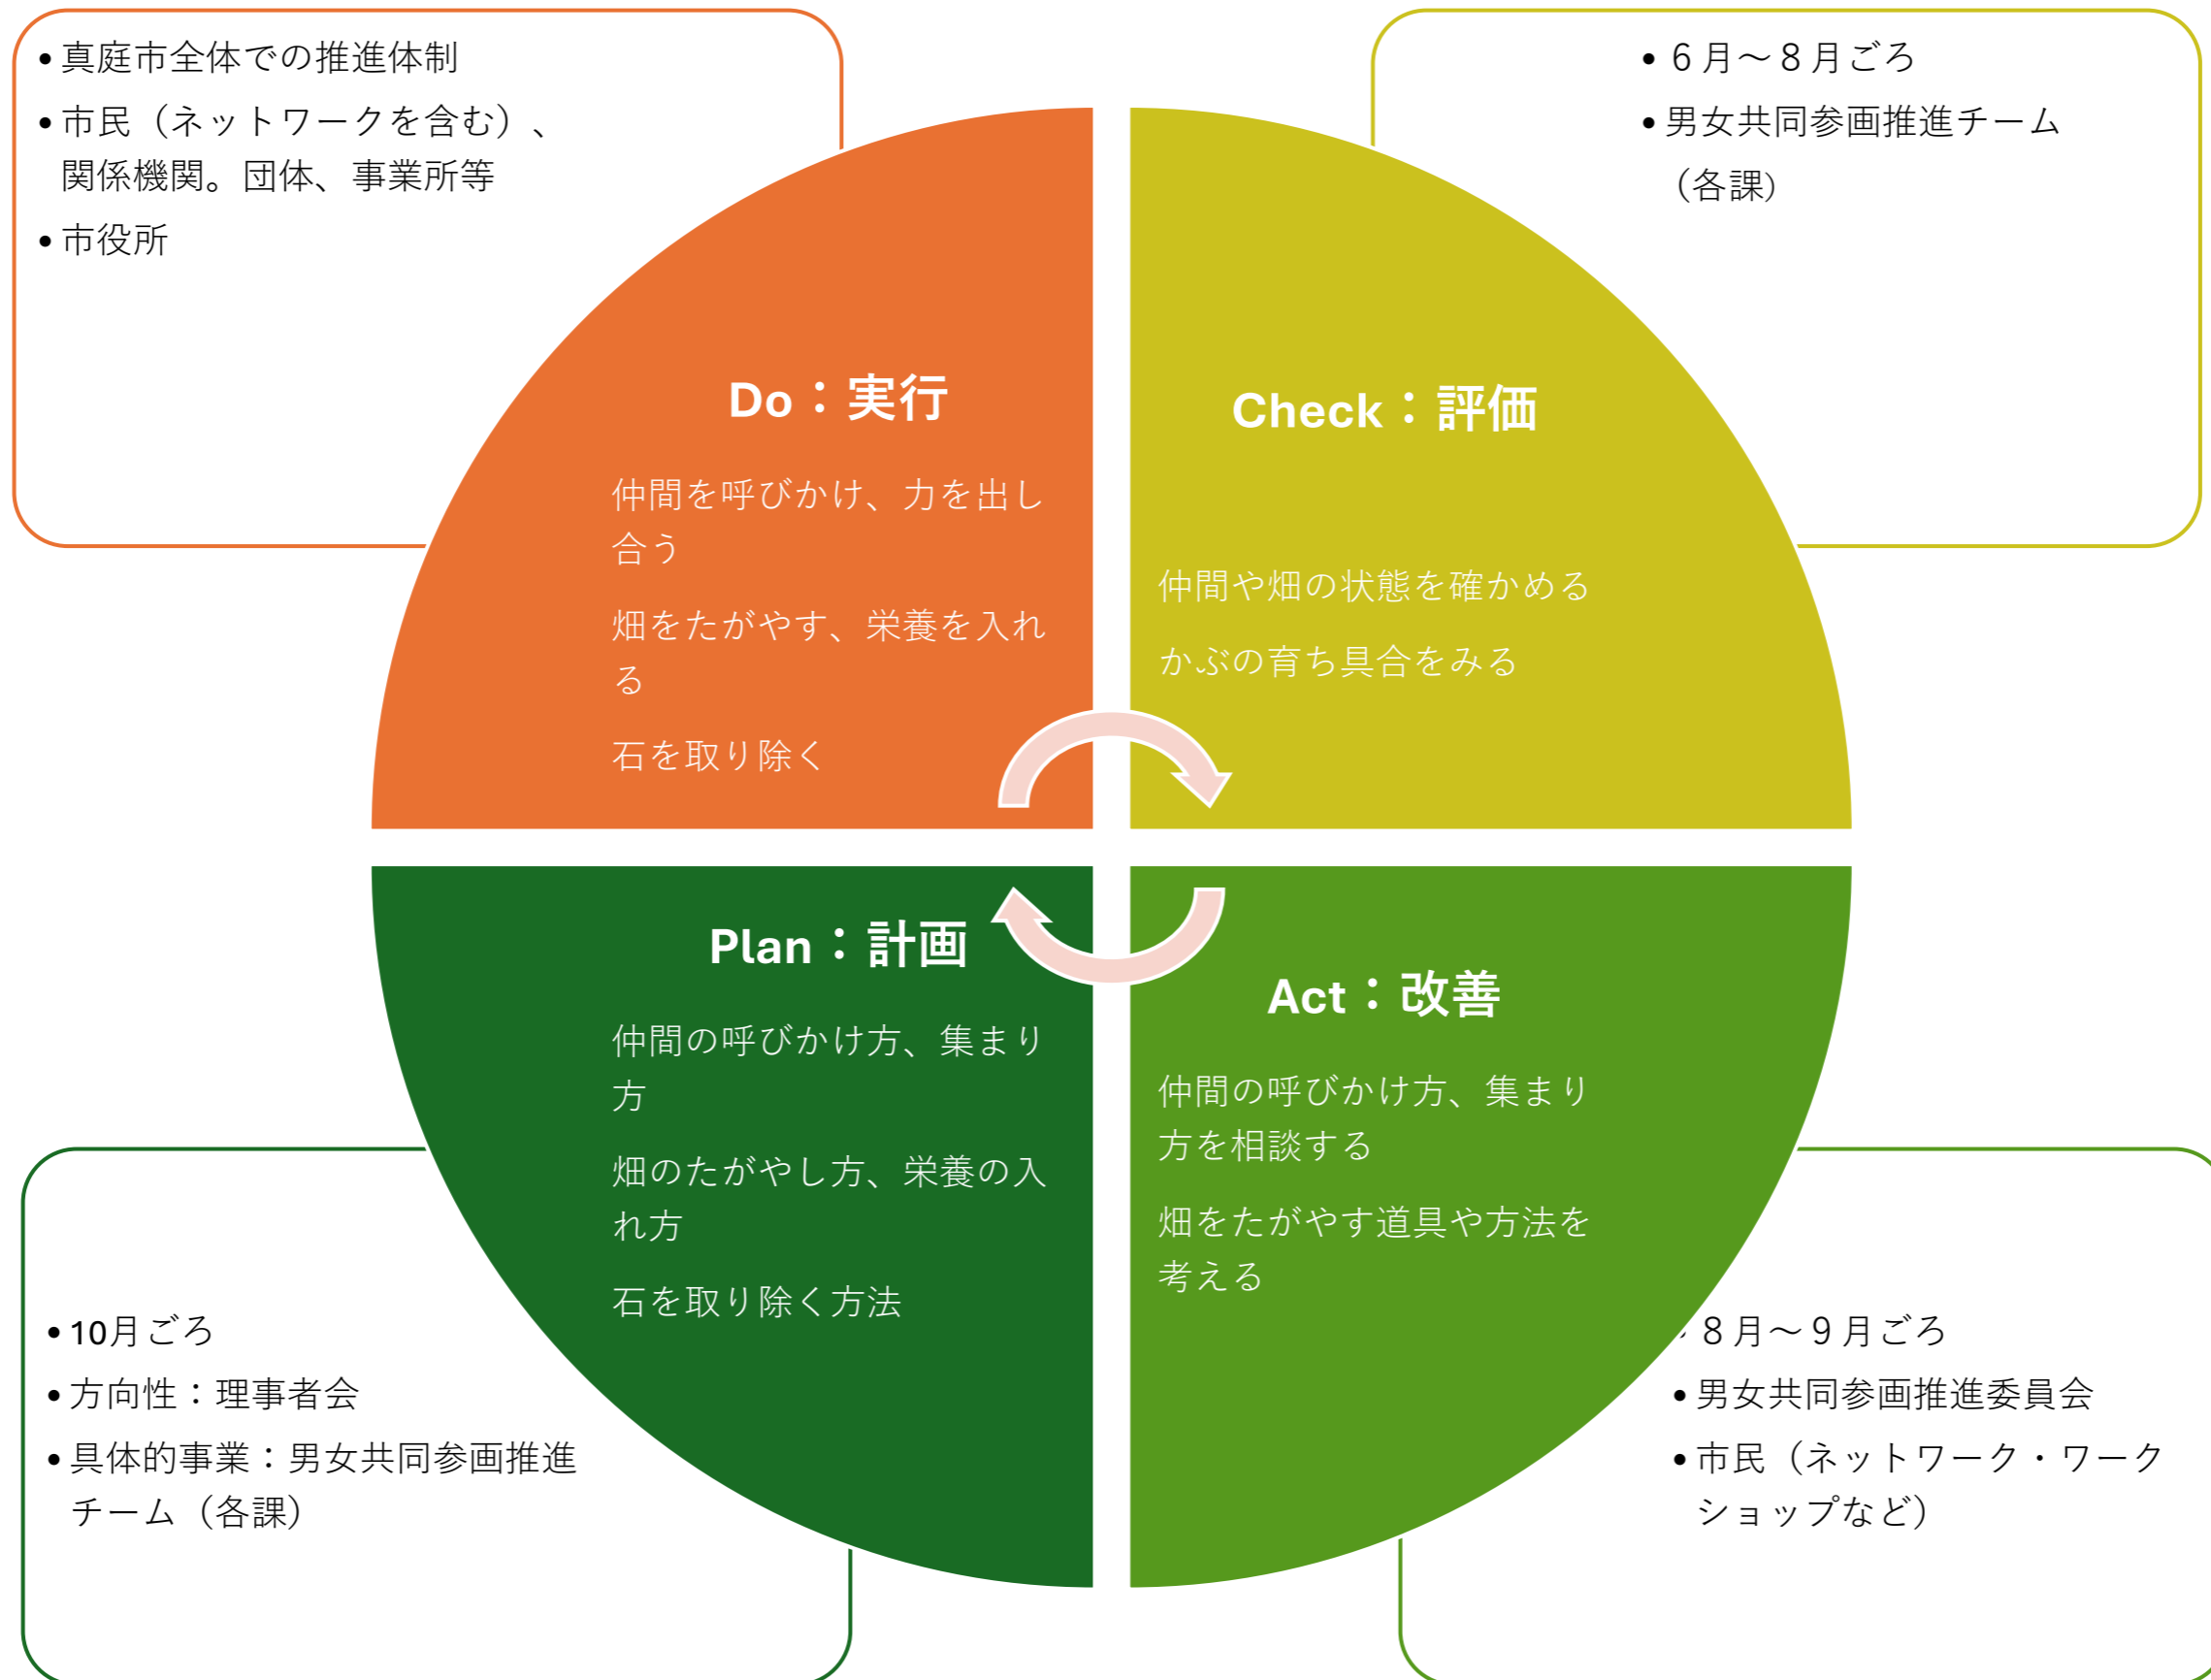 •真庭市全体での推進体制
•市民（ネットワークを含む）、
関係機関。団体、事業所等
•市役所
• ６月～８月ごろ
•男女共同参画推進チーム
（各課）
Do：実行
仲間を呼びかけ、力を出し
合う
畑をたがやす、栄養を入れ
る
石を取り除く
Check：評価
仲間や畑の状態を確かめる
かぶの育ち具合をみる
Plan：計画
仲間の呼びかけ方、集まり
方
畑のたがやし方、栄養の入
れ方
石を取り除く方法
Act：改善
仲間の呼びかけ方、集まり
方を相談する
畑をたがやす道具や方法を
考える
•10月ごろ
•方向性：理事者会
•具体的事業：男女共同参画推進
チーム（各課）
• ８月～９月ごろ
•男女共同参画推進委員会
•市民（ネットワーク・ワーク
ショップなど）